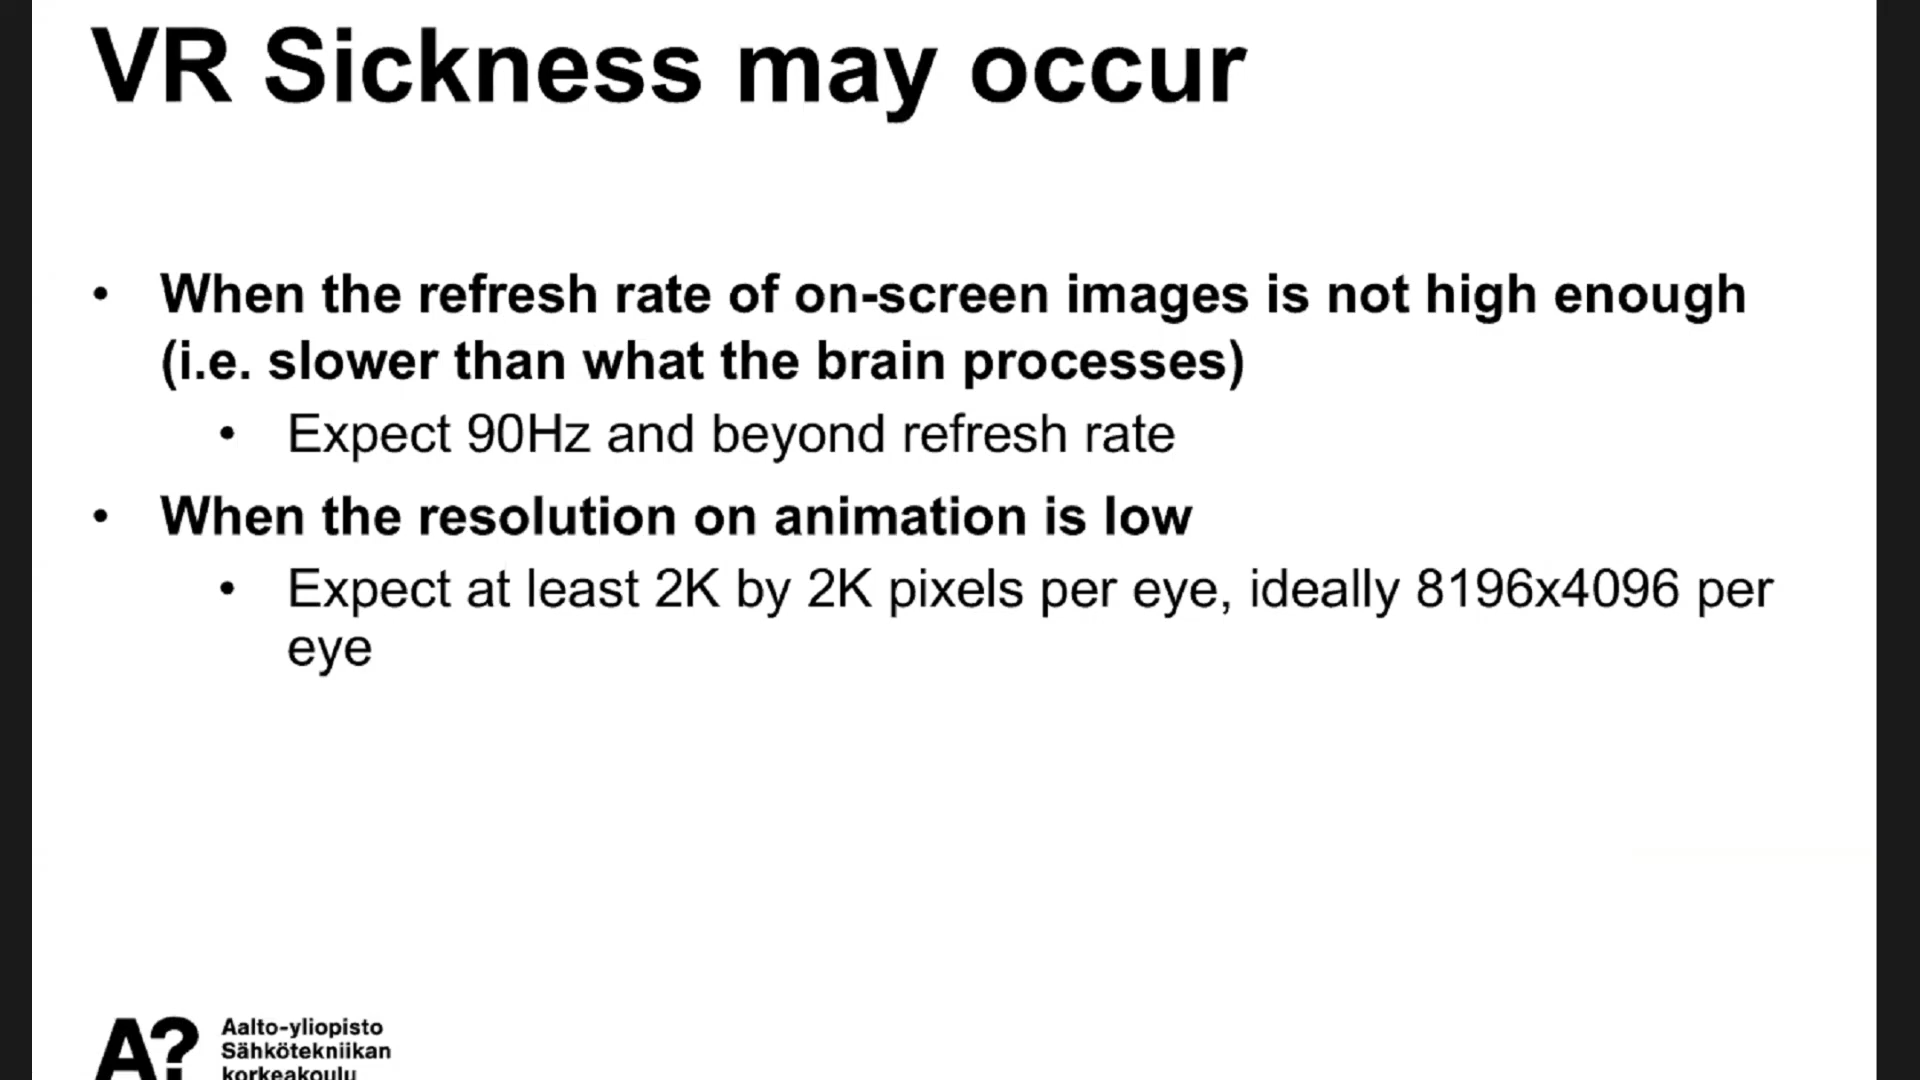 VR Sickness may occur
• When the refresh rate of on-screen images is not high enough
(i.e. slower than what the brain processes)
• Expect 90Hz and beyond refresh rate
• When the resolution on animation is low
• Expect at least 2K by 2K pixels per eye, ideally 8196x4096 per
eye
A?
Aalto-yliopisto
Sähkötekniikan
korkeakoulu